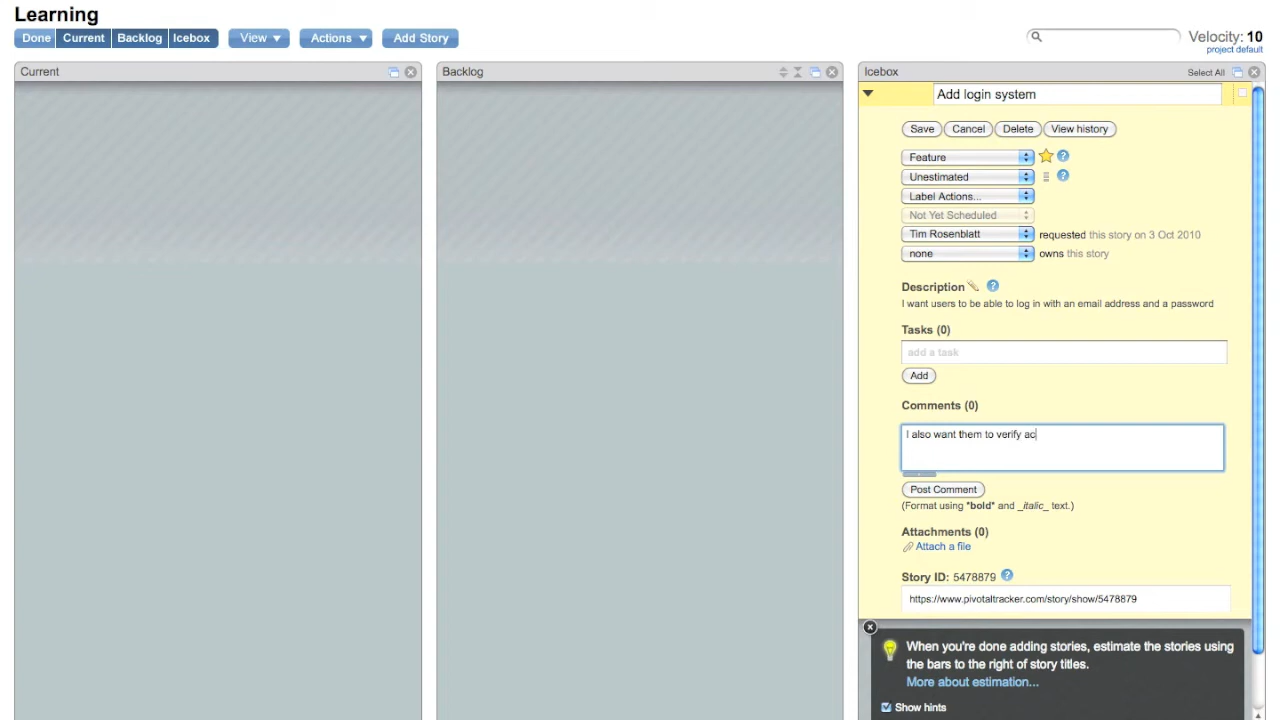 Learning
Done Current Backlog Icebox View Actions Add Story Velocity: 10
project default
Current
Backlog
Icebox Select All
Add login system
Save Cancel Delete View history
Feature
Unestimated
Label Actions...
Not Yet Scheduled
Tim Rosenblatt requested this story on 3 Oct 2010
none owns this story
Description
I want users to be able to log in with an email address and a password
Tasks (0)
add a task
Add
Comments (0)
I also want them to verify ac
Post Comment
(Format using *bold* and _italic_ text.)
Attachments (0)
Attach a file
Story ID: 5478879
https://www.pivotaltracker.com/story/show/5478879
When you're done adding stories, estimate the stories using
the bars to the right of story titles.
More about estimation...
Show hints